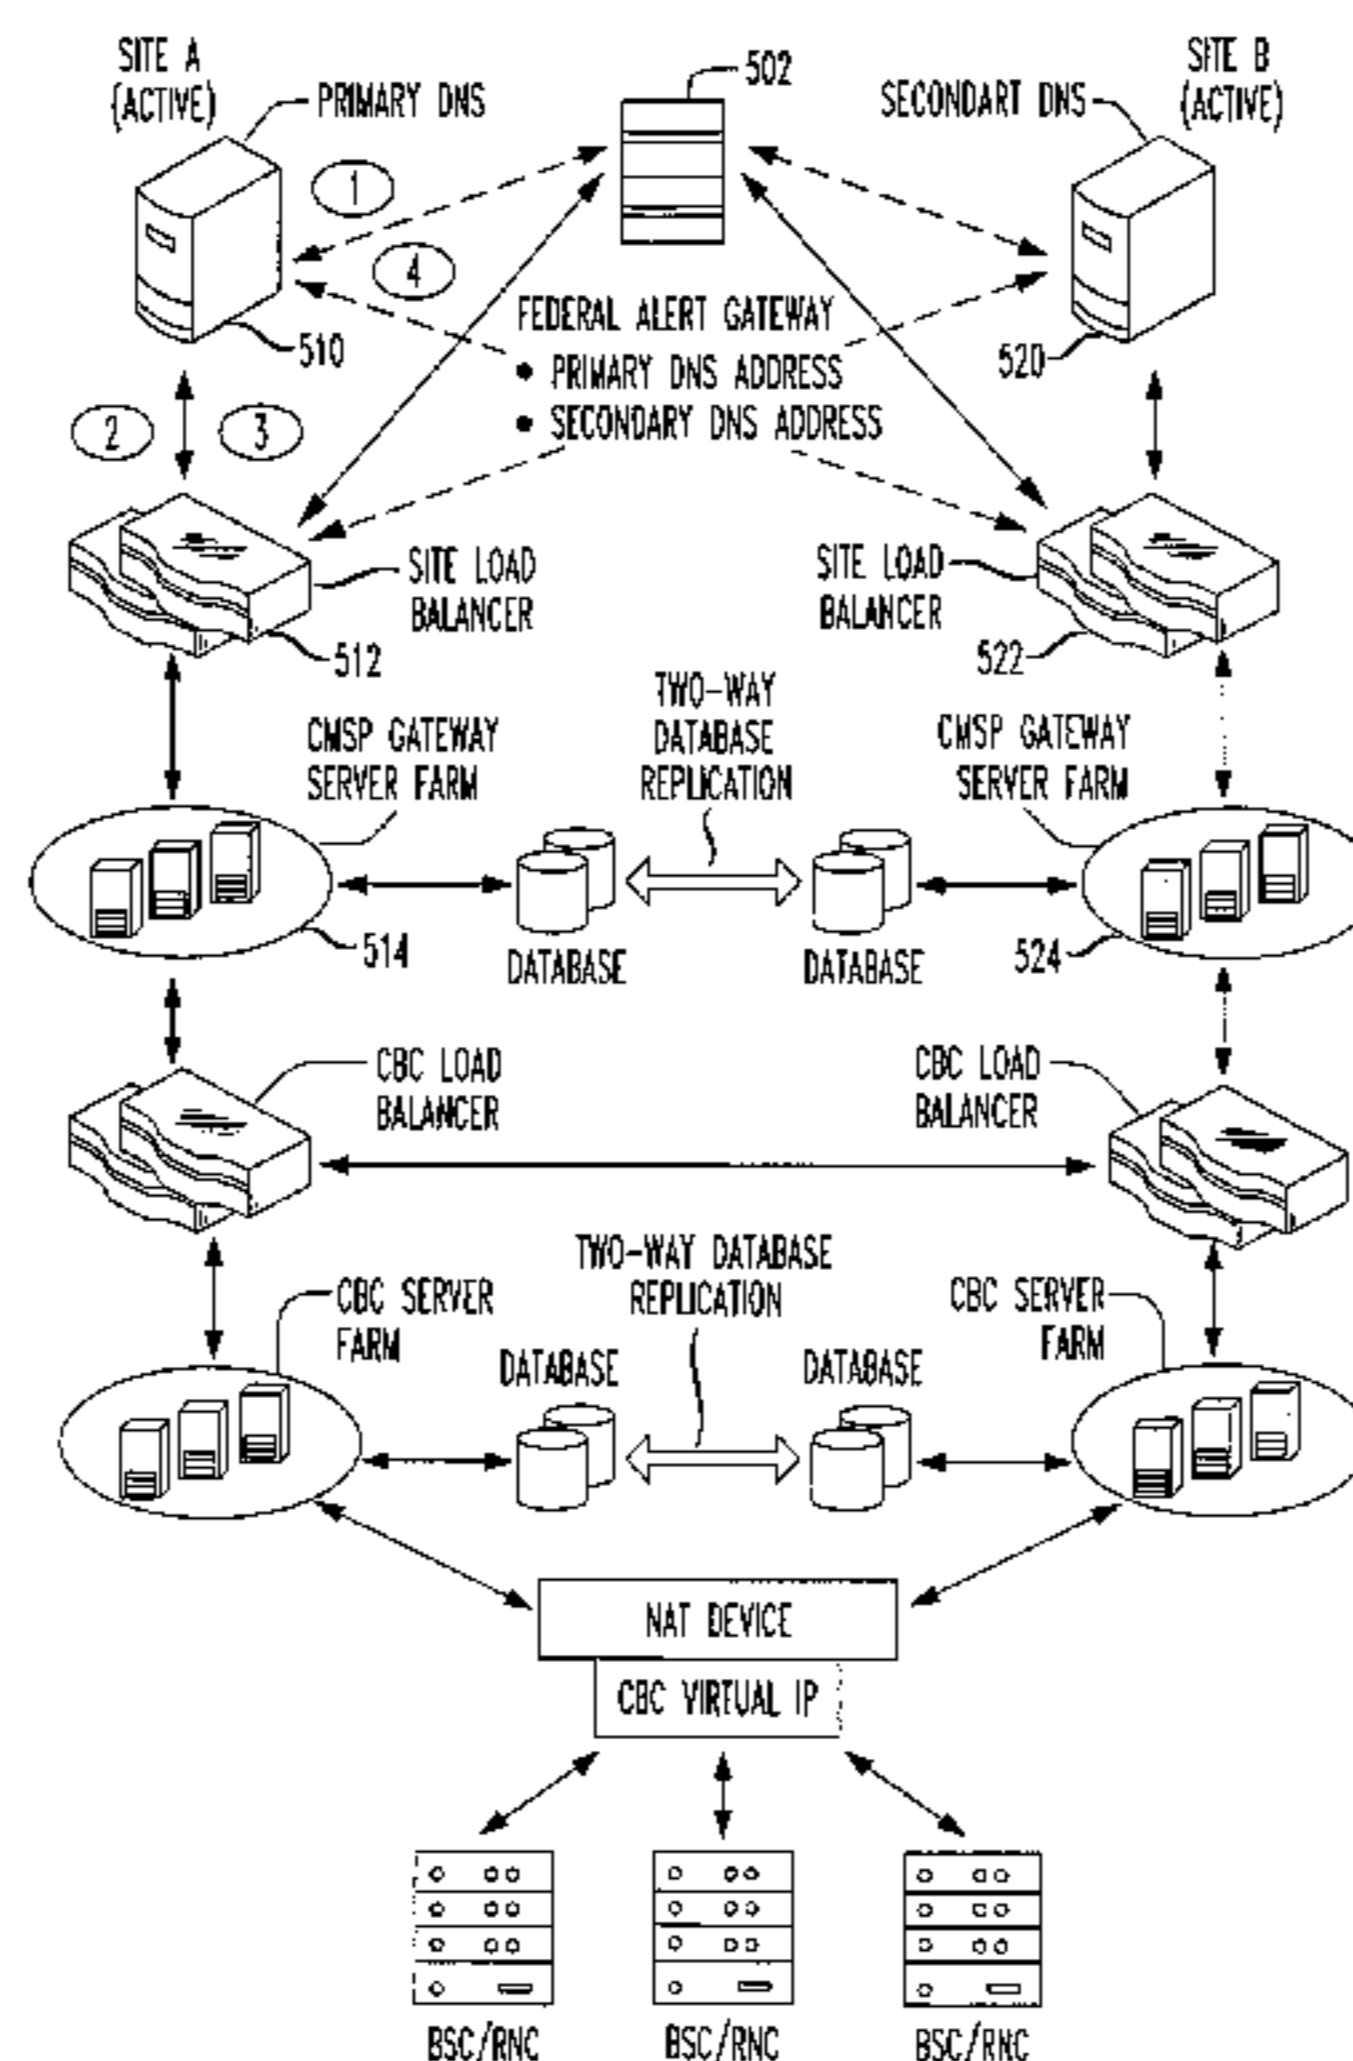 SITE A
(ACTIVE)
PRIMARY DNS
502
SECONDART DNS
SITE B
(ACTIVE)
1
4
510
FEDERAL ALERT GATEWAY
• PRIMARY DNS ADDRESS
• SECONDARY DNS ADDRESS
520
2
3
SITE LOAD
BALANCER
512
SITE LOAD
BALANCER
522
TWO-WAY
DATABASE
REPLICATION
CMSP GATEWAY
SERVER FARM
CMSP GATEWAY
SERVER FARM
514
DATABASE
DATABASE
524
CBC LOAD
BALANCER
CBC LOAD
BALANCER
TWO-WAY DATABASE
REPLICATION
CBC SERVER
FARM
CBC SERVER
FARM
DATABASE
DATABASE
NAT DEVICE
CBC VIRTUAL IP
BSC/RNC
BSC/RNC
BSC/RNC